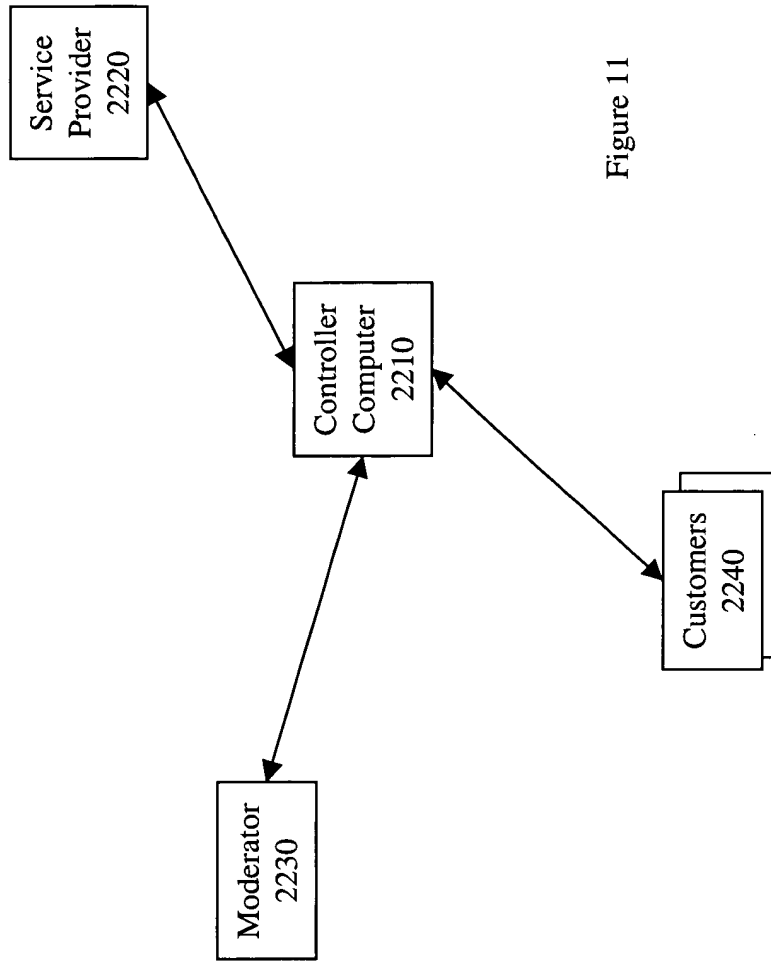 Service
Provider
2220
Controller
Computer
2210
Moderator
2230
Customers
2240
Figure 11